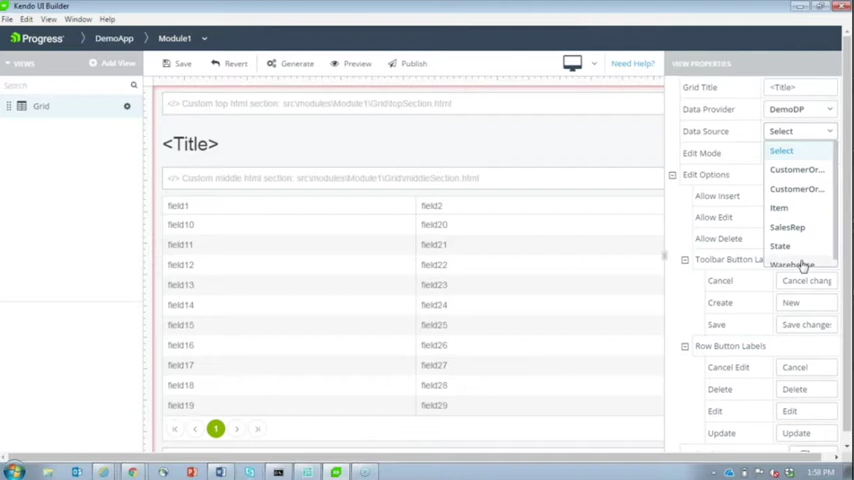 Kendo UI Builder
File Edit View Window Help
Progress DemoApp Module1
VIEWS Add View Save Revert Generate Preview Publish Need Help? VIEW PROPERTIES
Search
Grid
</> Custom top html section: src\modules\Module1\Grid\topSection.html
<Title>
</> Custom middle html section: src\modules\Module1\Grid\middleSection.html
field1 field2
field10 field20
field11 field21
field12 field22
field13 field23
field14 field24
field15 field25
field16 field26
field17 field27
field18 field28
field19 field29
1
Grid Title <Title>
Data Provider DemoDP
Data Source Select
Select
CustomerOr...
CustomerOr...
Item
SalesRep
State
Warehouse
Edit Mode
Edit Options
Allow Insert
Allow Edit
Allow Delete
Toolbar Button La
Cancel Cancel chang
Create New
Save Save changes
Row Button Labels
Cancel Edit Cancel
Delete Delete
Edit Edit
Update Update
1:58 PM